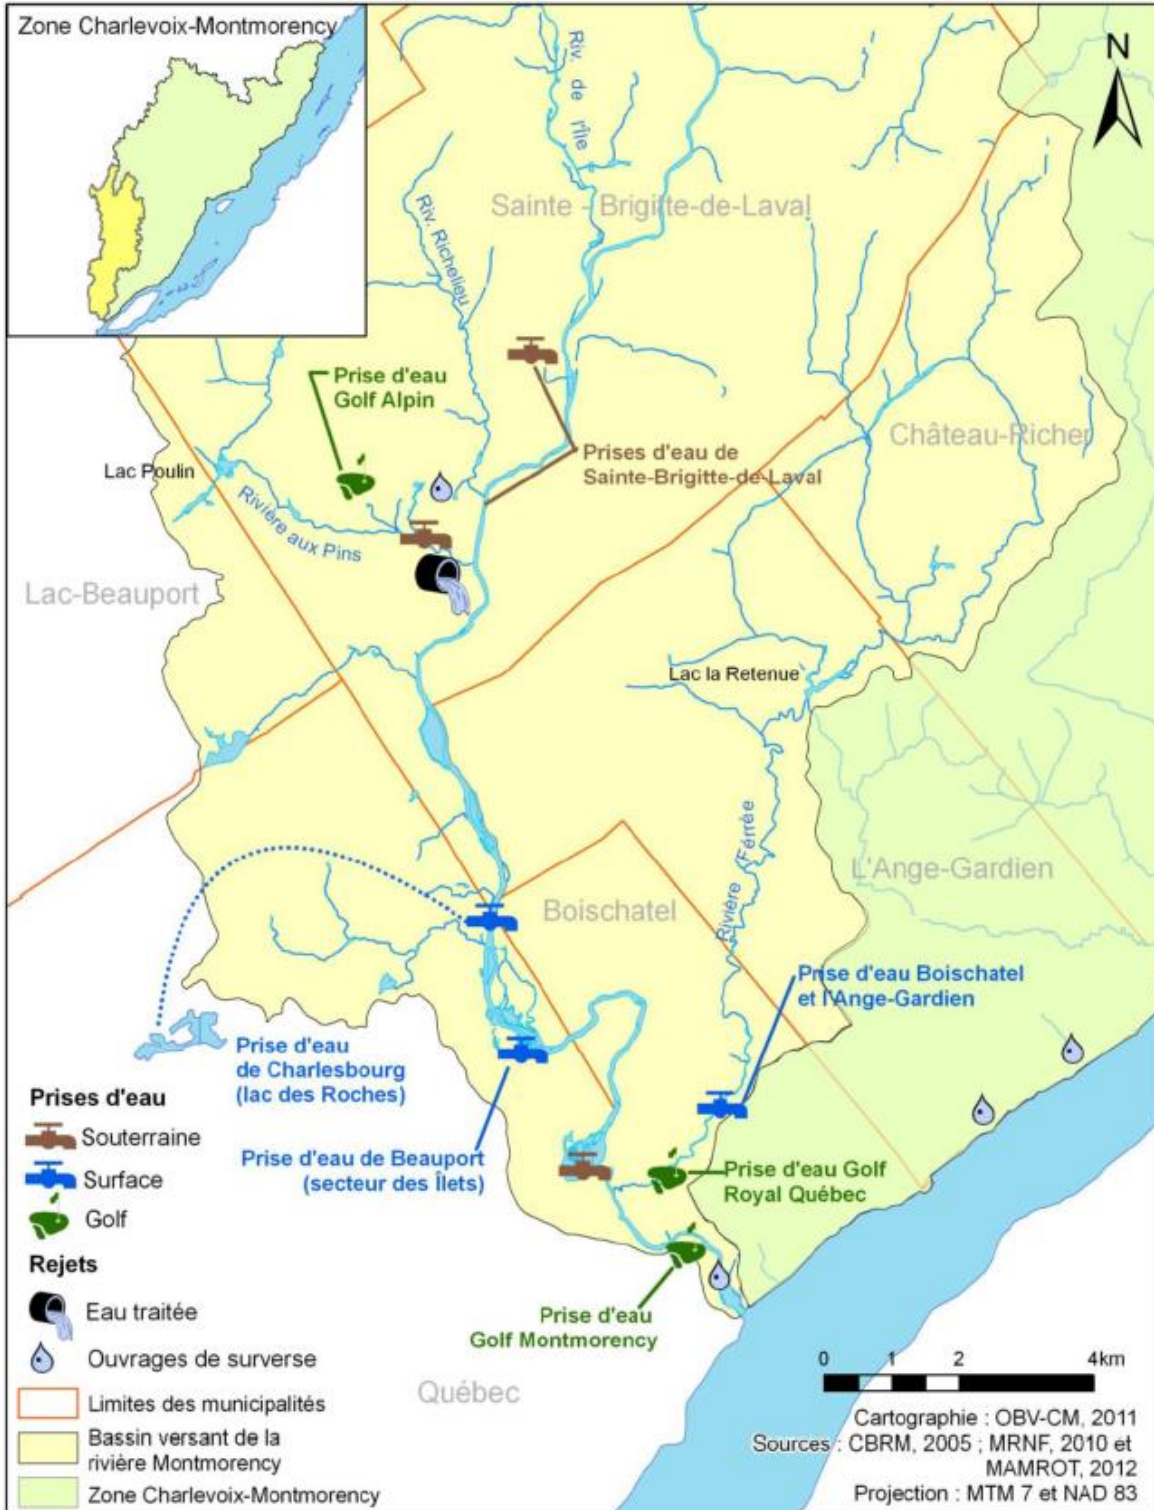 Zone Charlevoix-Montmorency
N
Riv. de l'Île
Sainte - Brigitte-de-Laval
Riv. Richelieu
Prise d'eau
Golf Alpin
Château-Richer
Prises d'eau de
Sainte-Brigitte-de-Laval
Lac Poulin
Rivière aux Pins
Lac-Beauport
Lac la Retenue
Rivière Ferrée
L'Ange-Gardien
Boischatel
Prise d'eau Boischatel
et l'Ange-Gardien
Prise d'eau
de Charlesbourg
(lac des Roches)
Prise d'eau de Beauport
(secteur des Îlets)
Prise d'eau Golf
Royal Québec
Prise d'eau
Golf Montmorency
Québec
Prises d'eau
Souterraine
Surface
Golf
Rejets
Eau traitée
Ouvrages de surverse
Limites des municipalités
Bassin versant de la
rivière Montmorency
Zone Charlevoix-Montmorency
0 1 2 4km
Cartographie : OBV-CM, 2011
Sources : CBRM, 2005 ; MRNF, 2010 et
MAMROT, 2012
Projection : MTM 7 et NAD 83